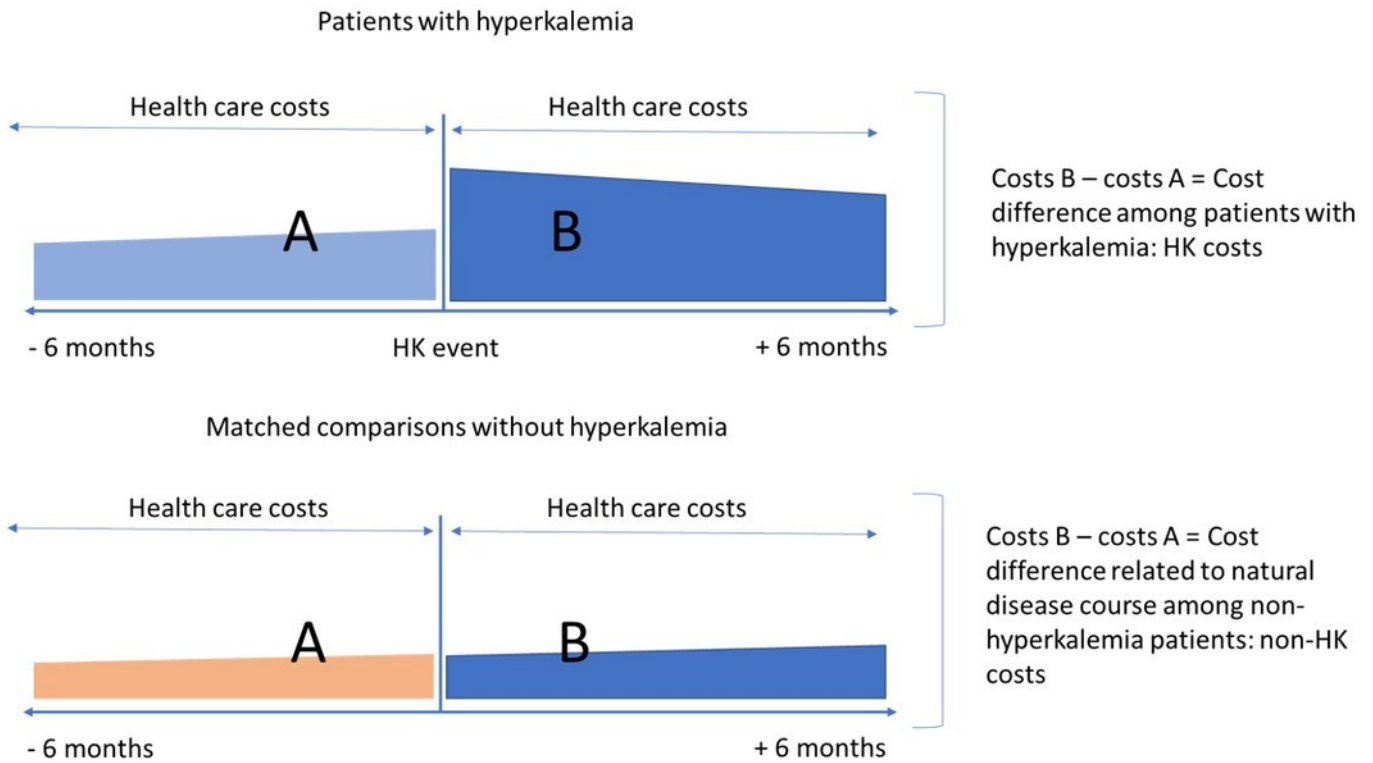 Patients with hyperkalemia
Health care costs
Health care costs
A
B
Costs B – costs A = Cost
difference among patients with
hyperkalemia: HK costs
- 6 months
HK event
+ 6 months
Matched comparisons without hyperkalemia
Health care costs
Health care costs
A
B
Costs B – costs A = Cost
difference related to natural
disease course among non-
hyperkalemia patients: non-HK
costs
- 6 months
+ 6 months